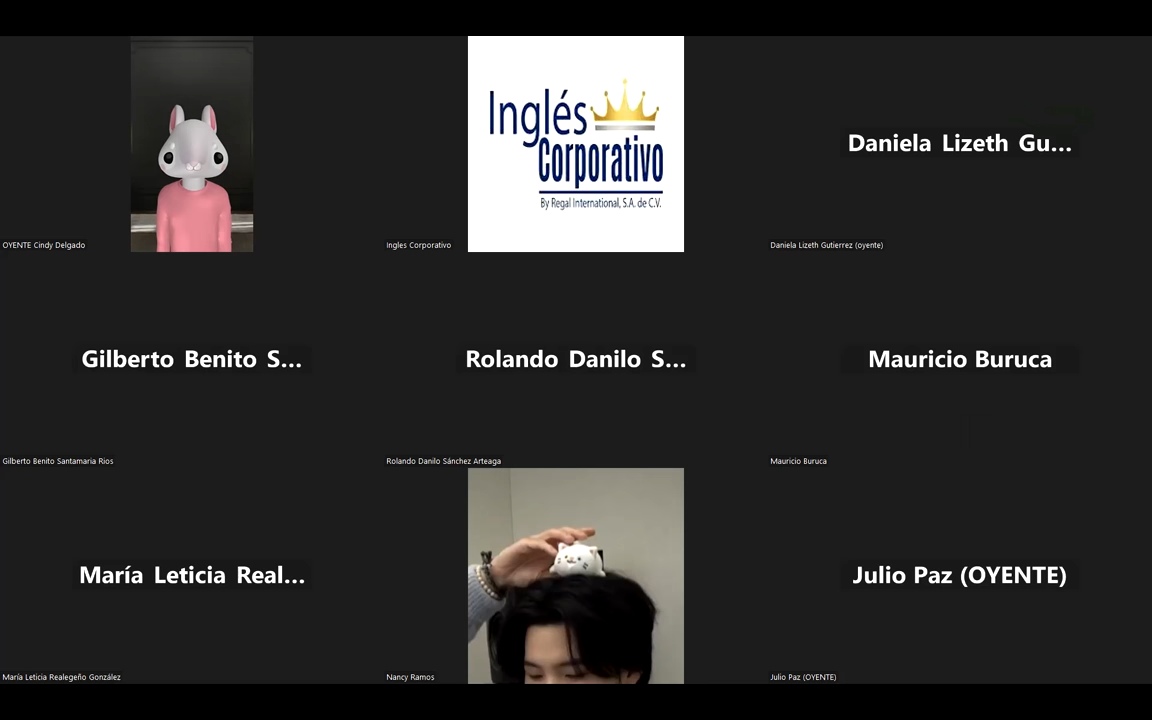 Inglés
Corporativo
By Regal International, S.A. de C.V.
Daniela Lizeth Gu...
OYENTE Cindy Delgado
Ingles Corporativo
Daniela Lizeth Gutierrez (oyente)
Gilberto Benito S...
Rolando Danilo S...
Mauricio Buruca
Gilberto Benito Santamaria Rios
Rolando Danilo Sánchez Arteaga
Mauricio Buruca
María Leticia Real...
Julio Paz (OYENTE)
María Leticia Realegeño González
Nancy Ramos
Julio Paz (OYENTE)